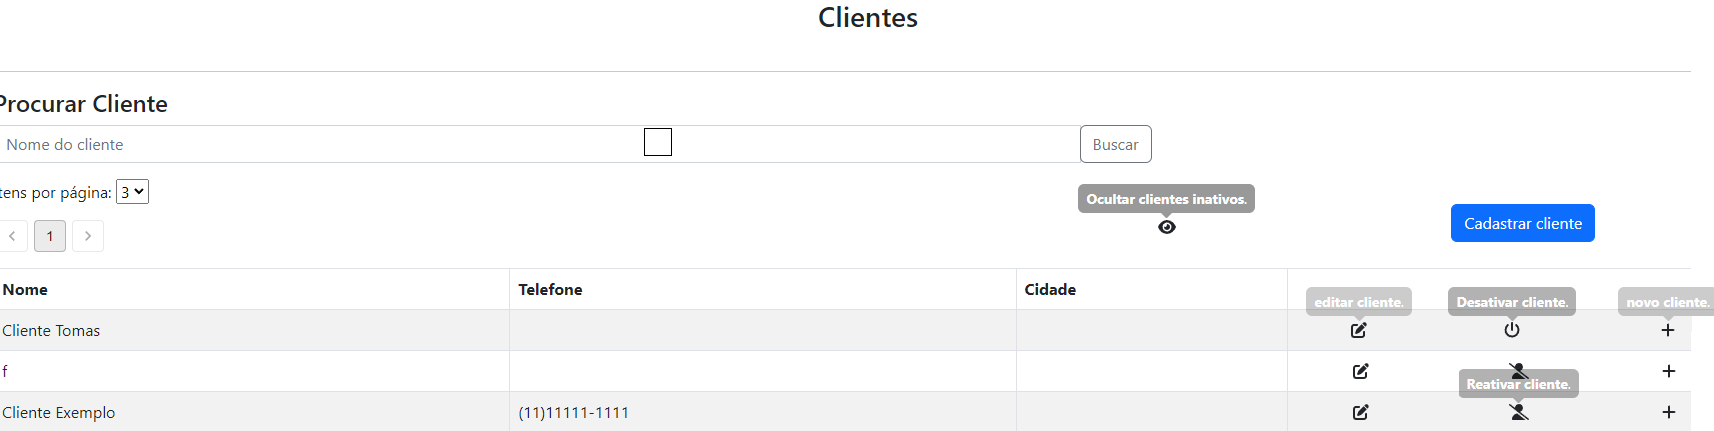 Clientes
Procurar Cliente
Nome do cliente
Buscar
tens por página: 3
Ocultar clientes inativos.
Cadastrar cliente
1
Nome Telefone Cidade
editar cliente. Desativar cliente. novo cliente.
Cliente Tomas
f
Reativar cliente.
Cliente Exemplo (11)11111-1111